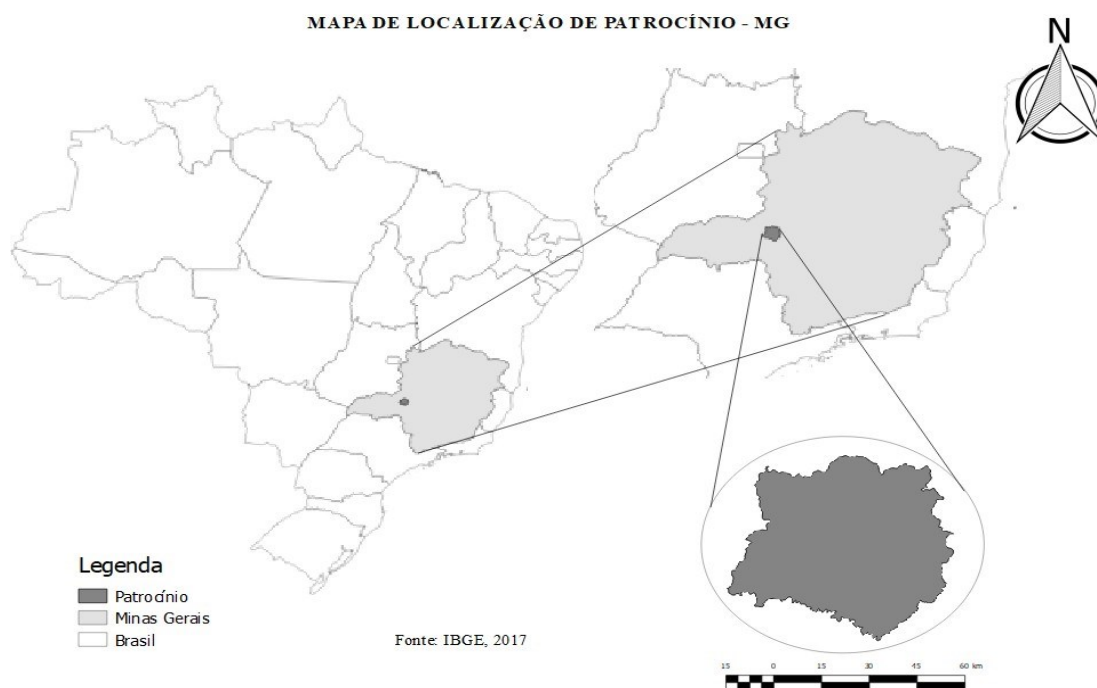 MAPA DE LOCALIZAÇÃO DE PATROCÍNIO - MG
N
Legenda
Patrocínio
Minas Gerais
Brasil
Fonte: IBGE, 2017
15 0 15 30 45 60 km